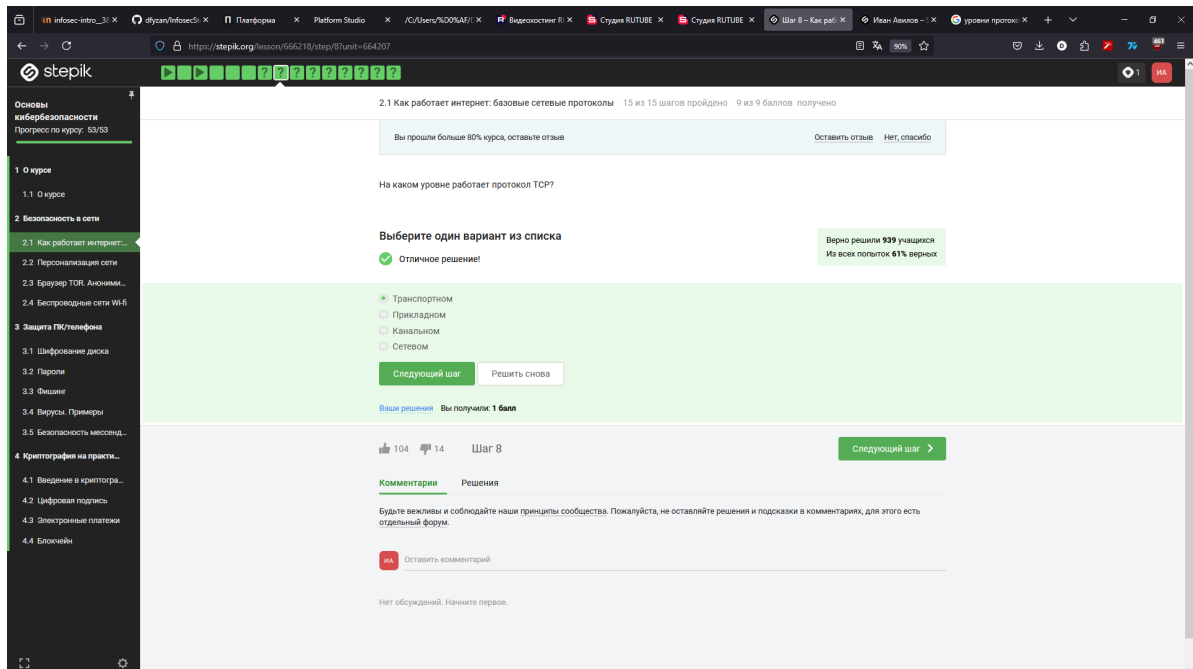 infosec-intro_3
dfyzan/InfosecSt
Платформа
Platform Studio
/C:/Users/%D0%AF/
Видеохостинг R
Студия RUTUBE
Студия RUTUBE
Шаг 8 – Как раб
Иван Авилов –
уровни проток
https://stepik.org/lesson/666218/step/8?unit=664207
90%
461
stepik
1
ИА
Основы
кибербезопасности
Прогресс по курсу: 53/53
1 О курсе
1.1 О курсе
2 Безопасность в сети
2.1 Как работает интернет:...
2.2 Персонализация сети
2.3 Браузер TOR. Аноними...
2.4 Беспроводные сети Wi-fi
3 Защита ПК/телефона
3.1 Шифрование диска
3.2 Пароли
3.3 Фишинг
3.4 Вирусы. Примеры
3.5 Безопасность мессенд...
4 Криптография на практи...
4.1 Введение в криптогра...
4.2 Цифровая подпись
4.3 Электронные платежи
4.4 Блокчейн
2.1 Как работает интернет: базовые сетевые протоколы 15 из 15 шагов пройдено 9 из 9 баллов получено
Вы прошли больше 80% курса, оставьте отзыв
Оставить отзыв Нет, спасибо
На каком уровне работает протокол TCP?
Выберите один вариант из списка
Отличное решение!
Верно решили 939 учащихся
Из всех попыток 61% верных
Транспортном
Прикладном
Канальном
Сетевом
Следующий шаг Решить снова
Ваши решения Вы получили: 1 балл
104 14 Шаг 8
Следующий шаг
Комментарии Решения
Будьте вежливы и соблюдайте наши принципы сообщества. Пожалуйста, не оставляйте решения и подсказки в комментариях, для этого есть
отдельный форум.
ИА Оставить комментарий
Нет обсуждений. Начните первое.